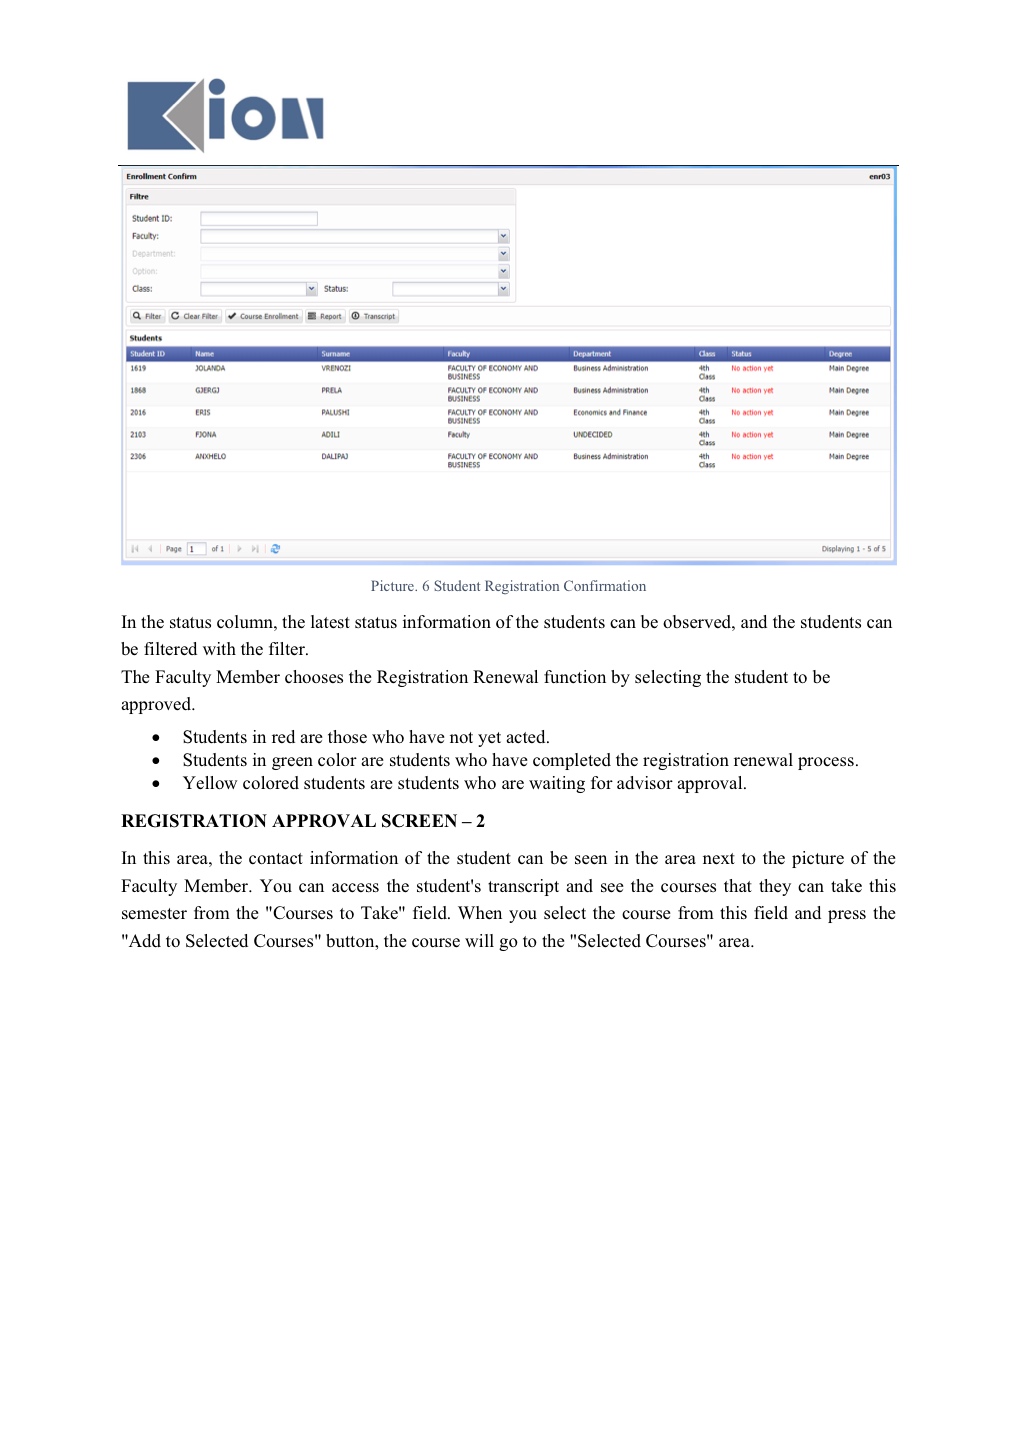 Kion
Enrollment Confirm enr03
Filtre
Student ID:
Faculty:
Department:
Option:
Class: Status:
Filter Clear Filter Course Enrollment Report Transcript
Students
Student ID Name Surname Faculty Department Class Status Degree
1619 JOLANDA VRENOZI FACULTY OF ECONOMY AND BUSINESS Business Administration 4th Class No action yet Main Degree
1868 GJERGJ PRELA FACULTY OF ECONOMY AND BUSINESS Business Administration 4th Class No action yet Main Degree
2016 ERIS PALUSHI FACULTY OF ECONOMY AND BUSINESS Economics and Finance 4th Class No action yet Main Degree
2103 FJONA ADILI Faculty UNDECIDED 4th Class No action yet Main Degree
2306 ANXHELO DALIPAJ FACULTY OF ECONOMY AND BUSINESS Business Administration 4th Class No action yet Main Degree
Page 1 of 1 Displaying 1 - 5 of 5
Picture. 6 Student Registration Confirmation
In the status column, the latest status information of the students can be observed, and the students can
be filtered with the filter.
The Faculty Member chooses the Registration Renewal function by selecting the student to be
approved.
• Students in red are those who have not yet acted.
• Students in green color are students who have completed the registration renewal process.
• Yellow colored students are students who are waiting for advisor approval.
REGISTRATION APPROVAL SCREEN – 2
In this area, the contact information of the student can be seen in the area next to the picture of the
Faculty Member. You can access the student's transcript and see the courses that they can take this
semester from the "Courses to Take" field. When you select the course from this field and press the
"Add to Selected Courses" button, the course will go to the "Selected Courses" area.